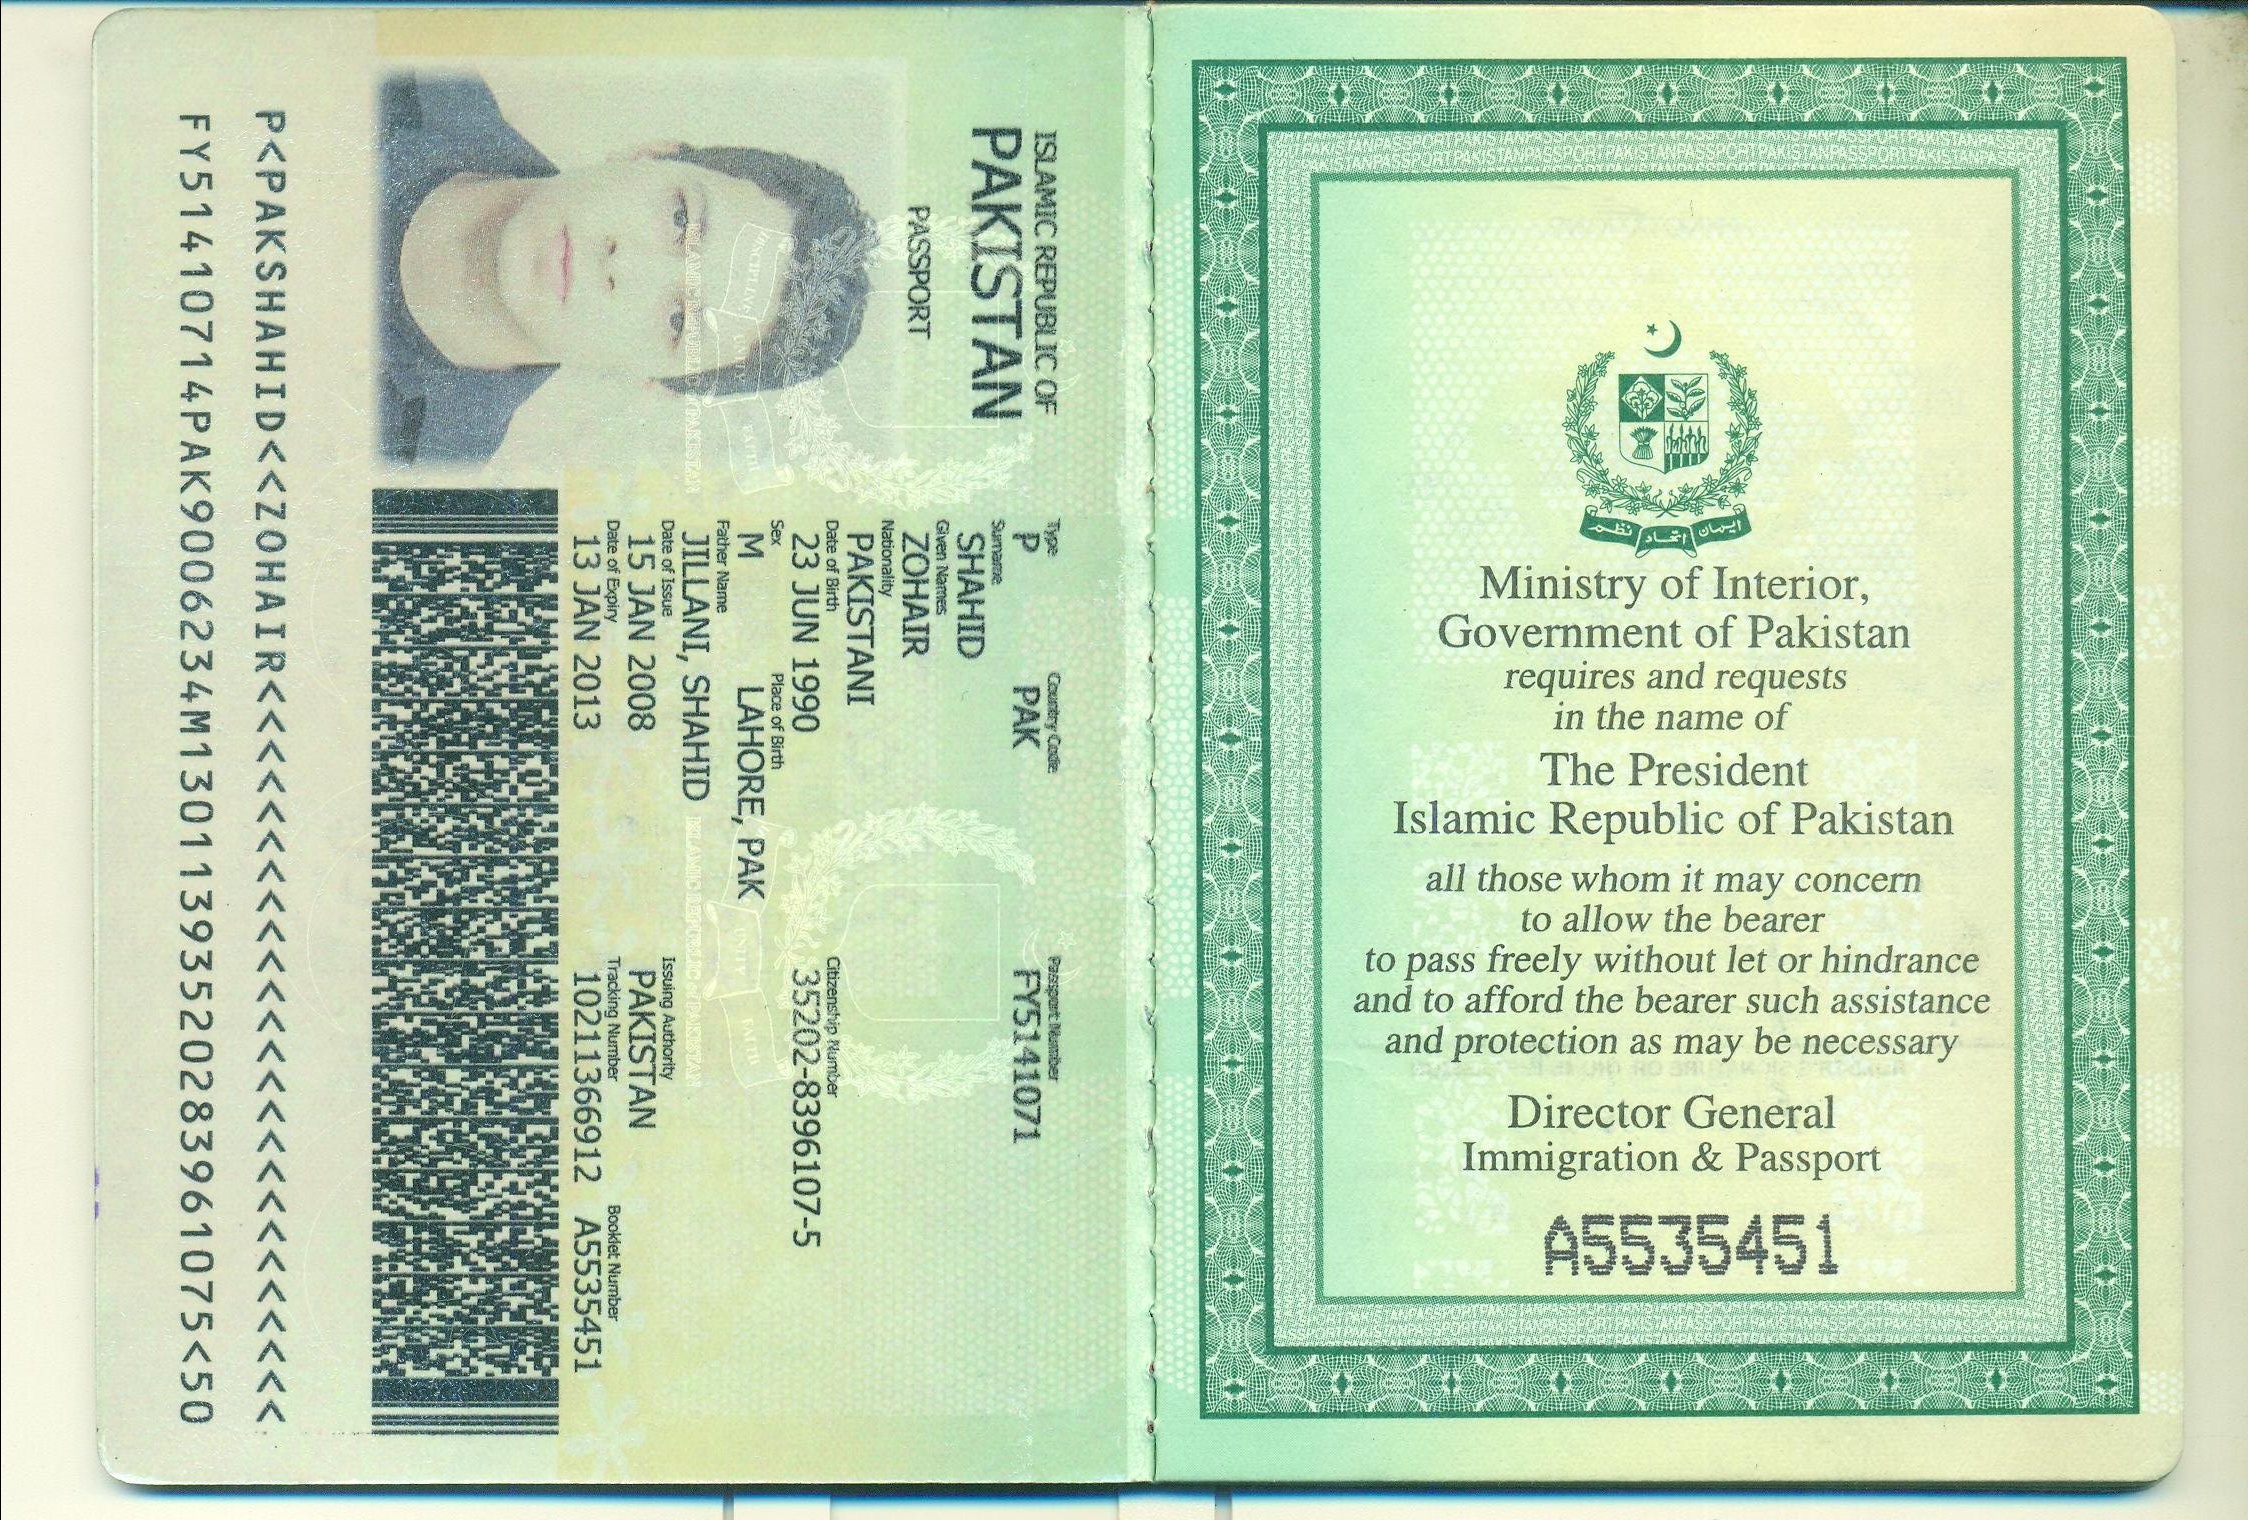 ISLAMIC REPUBLIC OF
PAKISTAN
PASSPORT
Type Country Code Passport Number
P PAK FY5141071
Surname
SHAHID
Given Names
ZOHAIR
Nationality
PAKISTANI
Date of Birth Citizenship Number
23 JUN 1990 35202-8396107-5
Sex Place of Birth
M LAHORE, PAK
Father Name
JILLANI, SHAHID
Date of Issue Issuing Authority
15 JAN 2008 PAKISTAN
Date of Expiry Tracking Number Booklet Number
13 JAN 2013 10211366912 A5535451
P<PAKSHAHID<<ZOHAIR<<<<<<<<<<<<<<<<<<<<<<<<<
FY51410714PAK9006234M13011393520283961075<50
ایمان اتحاد نظم
Ministry of Interior,
Government of Pakistan
requires and requests
in the name of
The President
Islamic Republic of Pakistan
all those whom it may concern
to allow the bearer
to pass freely without let or hindrance
and to afford the bearer such assistance
and protection as may be necessary
Director General
Immigration & Passport
A5535451